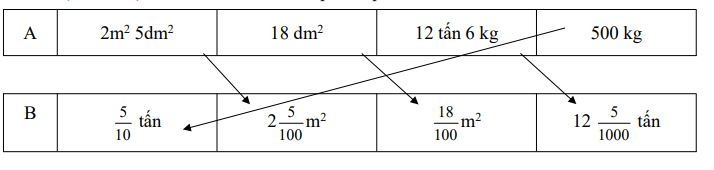 A 2m² 5dm² 18 dm² 12 tấn 6 kg 500 kg
B 5/10 tấn 2 5/100 m² 18/100 m² 12 5/1000 tấn